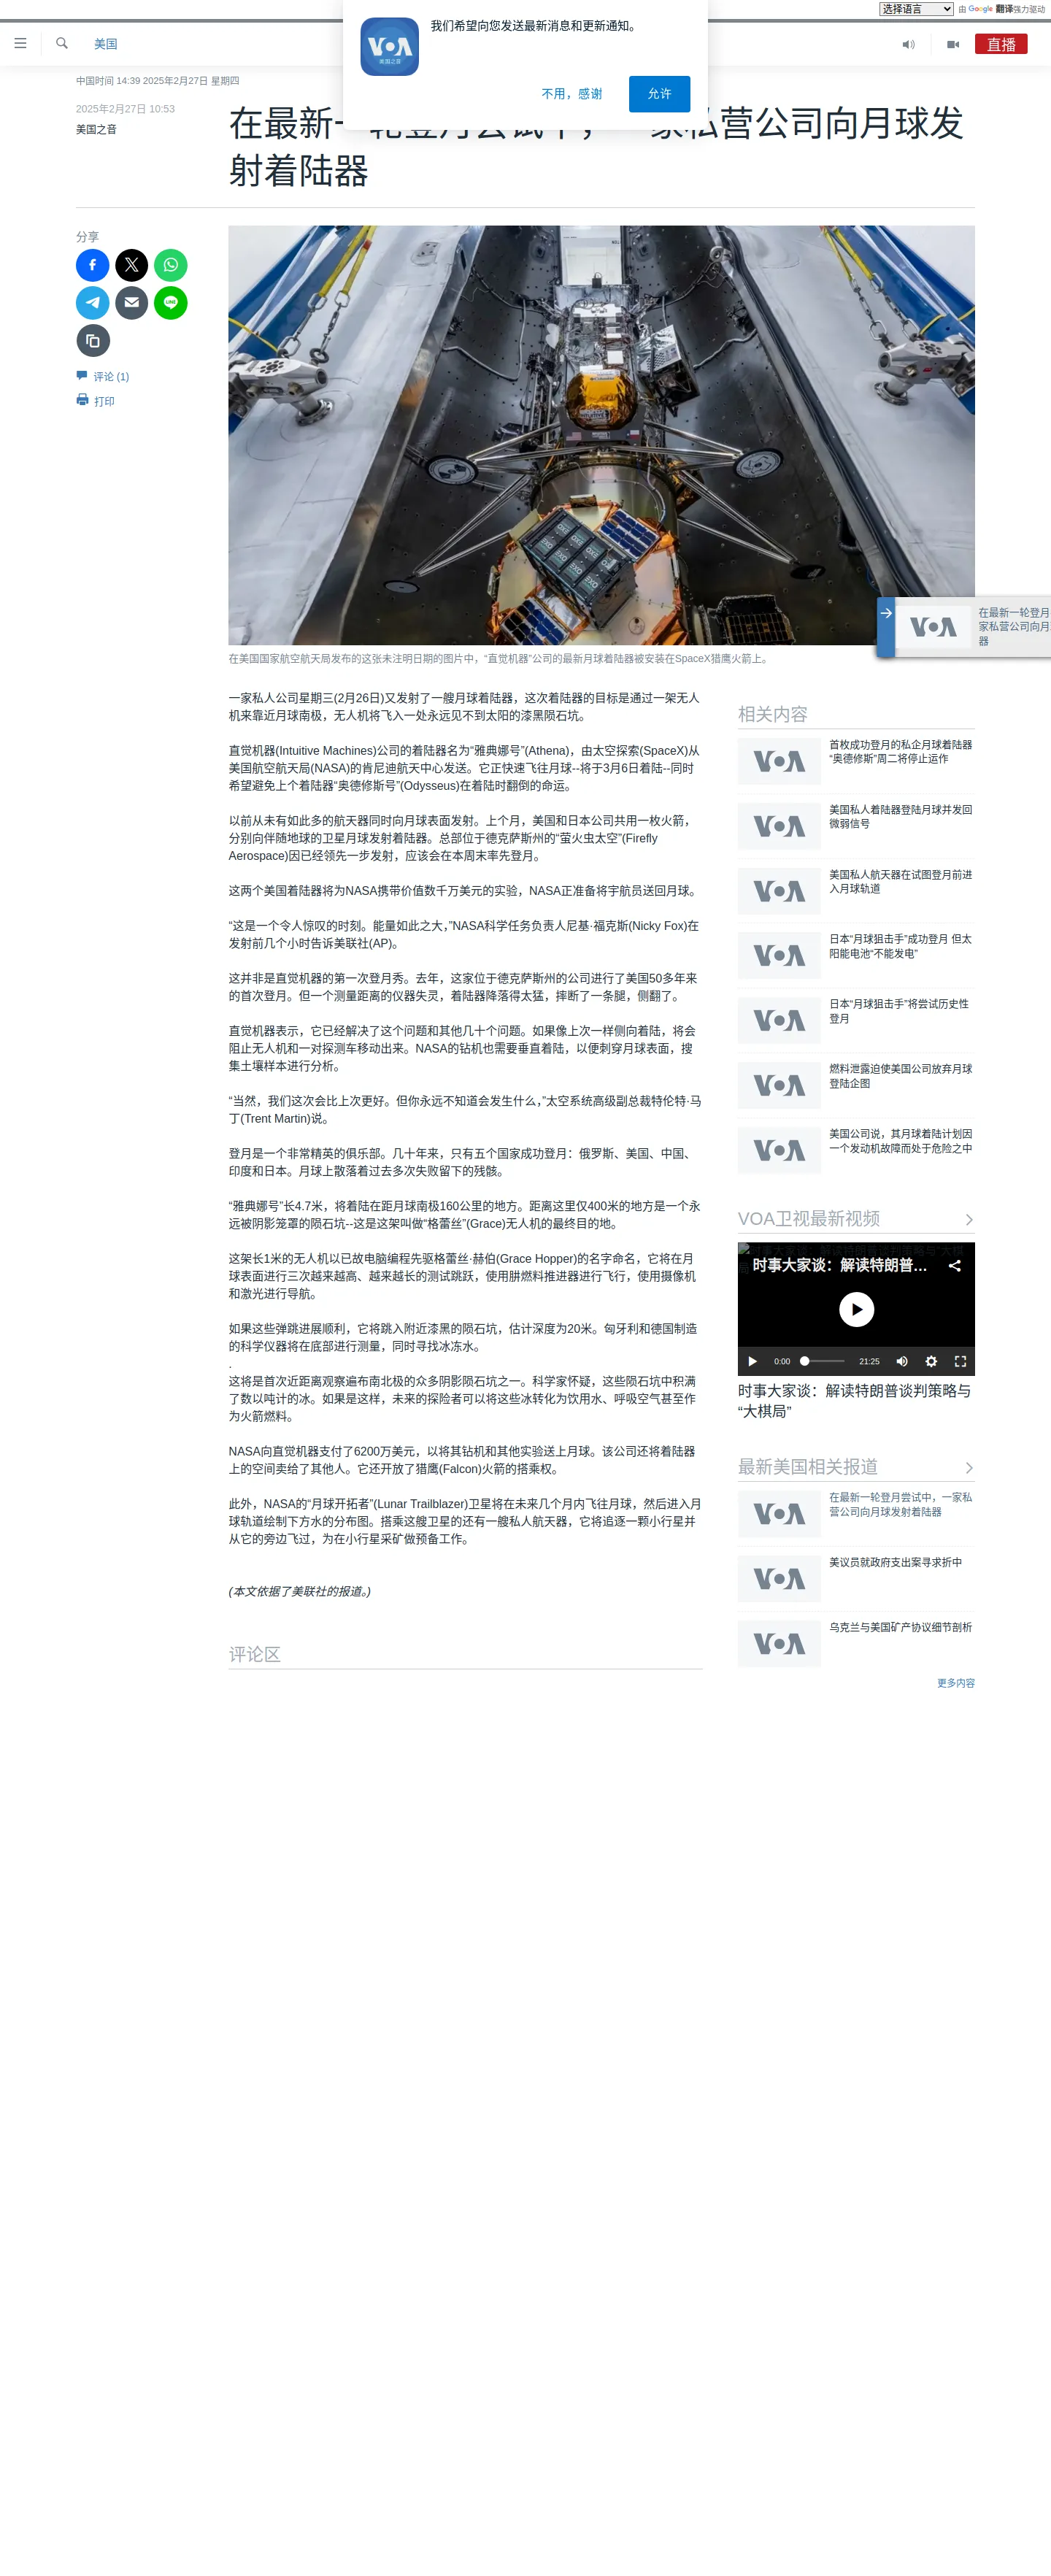 选择语言
由 Google 翻译强力驱动
我们希望向您发送最新消息和更新通知。
VOA
美国之音
不用，感谢
允许
美国
直播
中国时间 14:39 2025年2月27日 星期四
2025年2月27日 10:53
美国之音
在最新一轮登月尝试中，一家私营公司向月球发
射着陆器
分享
LINE
评论 (1)
打印
在最新一轮登月
家私营公司向月
器
在美国国家航空航天局发布的这张未注明日期的图片中，“直觉机器”公司的最新月球着陆器被安装在SpaceX猎鹰火箭上。
一家私人公司星期三(2月26日)又发射了一艘月球着陆器，这次着陆器的目标是通过一架无人
机来靠近月球南极，无人机将飞入一处永远见不到太阳的漆黑陨石坑。
直觉机器(Intuitive Machines)公司的着陆器名为“雅典娜号”(Athena)，由太空探索(SpaceX)从
美国航空航天局(NASA)的肯尼迪航天中心发送。它正快速飞往月球--将于3月6日着陆--同时
希望避免上个着陆器“奥德修斯号”(Odysseus)在着陆时翻倒的命运。
以前从未有如此多的航天器同时向月球表面发射。上个月，美国和日本公司共用一枚火箭，
分别向伴随地球的卫星月球发射着陆器。总部位于德克萨斯州的“萤火虫太空”(Firefly
Aerospace)因已经领先一步发射，应该会在本周末率先登月。
这两个美国着陆器将为NASA携带价值数千万美元的实验，NASA正准备将宇航员送回月球。
“这是一个令人惊叹的时刻。能量如此之大，”NASA科学任务负责人尼基·福克斯(Nicky Fox)在
发射前几个小时告诉美联社(AP)。
这并非是直觉机器的第一次登月秀。去年，这家位于德克萨斯州的公司进行了美国50多年来
的首次登月。但一个测量距离的仪器失灵，着陆器降落得太猛，摔断了一条腿，侧翻了。
直觉机器表示，它已经解决了这个问题和其他几十个问题。如果像上次一样侧向着陆，将会
阻止无人机和一对探测车移动出来。NASA的钻机也需要垂直着陆，以便刺穿月球表面，搜
集土壤样本进行分析。
“当然，我们这次会比上次更好。但你永远不知道会发生什么，”太空系统高级副总裁特伦特·马
丁(Trent Martin)说。
登月是一个非常精英的俱乐部。几十年来，只有五个国家成功登月：俄罗斯、美国、中国、
印度和日本。月球上散落着过去多次失败留下的残骸。
“雅典娜号”长4.7米，将着陆在距月球南极160公里的地方。距离这里仅400米的地方是一个永
远被阴影笼罩的陨石坑--这是这架叫做“格蕾丝”(Grace)无人机的最终目的地。
这架长1米的无人机以已故电脑编程先驱格蕾丝·赫伯(Grace Hopper)的名字命名，它将在月
球表面进行三次越来越高、越来越长的测试跳跃，使用肼燃料推进器进行飞行，使用摄像机
和激光进行导航。
如果这些弹跳进展顺利，它将跳入附近漆黑的陨石坑，估计深度为20米。匈牙利和德国制造
的科学仪器将在底部进行测量，同时寻找冰冻水。
.
这将是首次近距离观察遍布南北极的众多阴影陨石坑之一。科学家怀疑，这些陨石坑中积满
了数以吨计的冰。如果是这样，未来的探险者可以将这些冰转化为饮用水、呼吸空气甚至作
为火箭燃料。
NASA向直觉机器支付了6200万美元，以将其钻机和其他实验送上月球。该公司还将着陆器
上的空间卖给了其他人。它还开放了猎鹰(Falcon)火箭的搭乘权。
此外，NASA的“月球开拓者”(Lunar Trailblazer)卫星将在未来几个月内飞往月球，然后进入月
球轨道绘制下方水的分布图。搭乘这艘卫星的还有一艘私人航天器，它将追逐一颗小行星并
从它的旁边飞过，为在小行星采矿做预备工作。
(本文依据了美联社的报道。)
评论区
相关内容
首枚成功登月的私企月球着陆器
“奥德修斯”周二将停止运作
美国私人着陆器登陆月球并发回
微弱信号
美国私人航天器在试图登月前进
入月球轨道
日本“月球狙击手”成功登月 但太
阳能电池“不能发电”
日本“月球狙击手”将尝试历史性
登月
燃料泄露迫使美国公司放弃月球
登陆企图
美国公司说，其月球着陆计划因
一个发动机故障而处于危险之中
VOA卫视最新视频
时事大家谈：解读特朗普…
0:00
21:25
时事大家谈：解读特朗普谈判策略与
“大棋局”
最新美国相关报道
在最新一轮登月尝试中，一家私
营公司向月球发射着陆器
美议员就政府支出案寻求折中
乌克兰与美国矿产协议细节剖析
更多内容